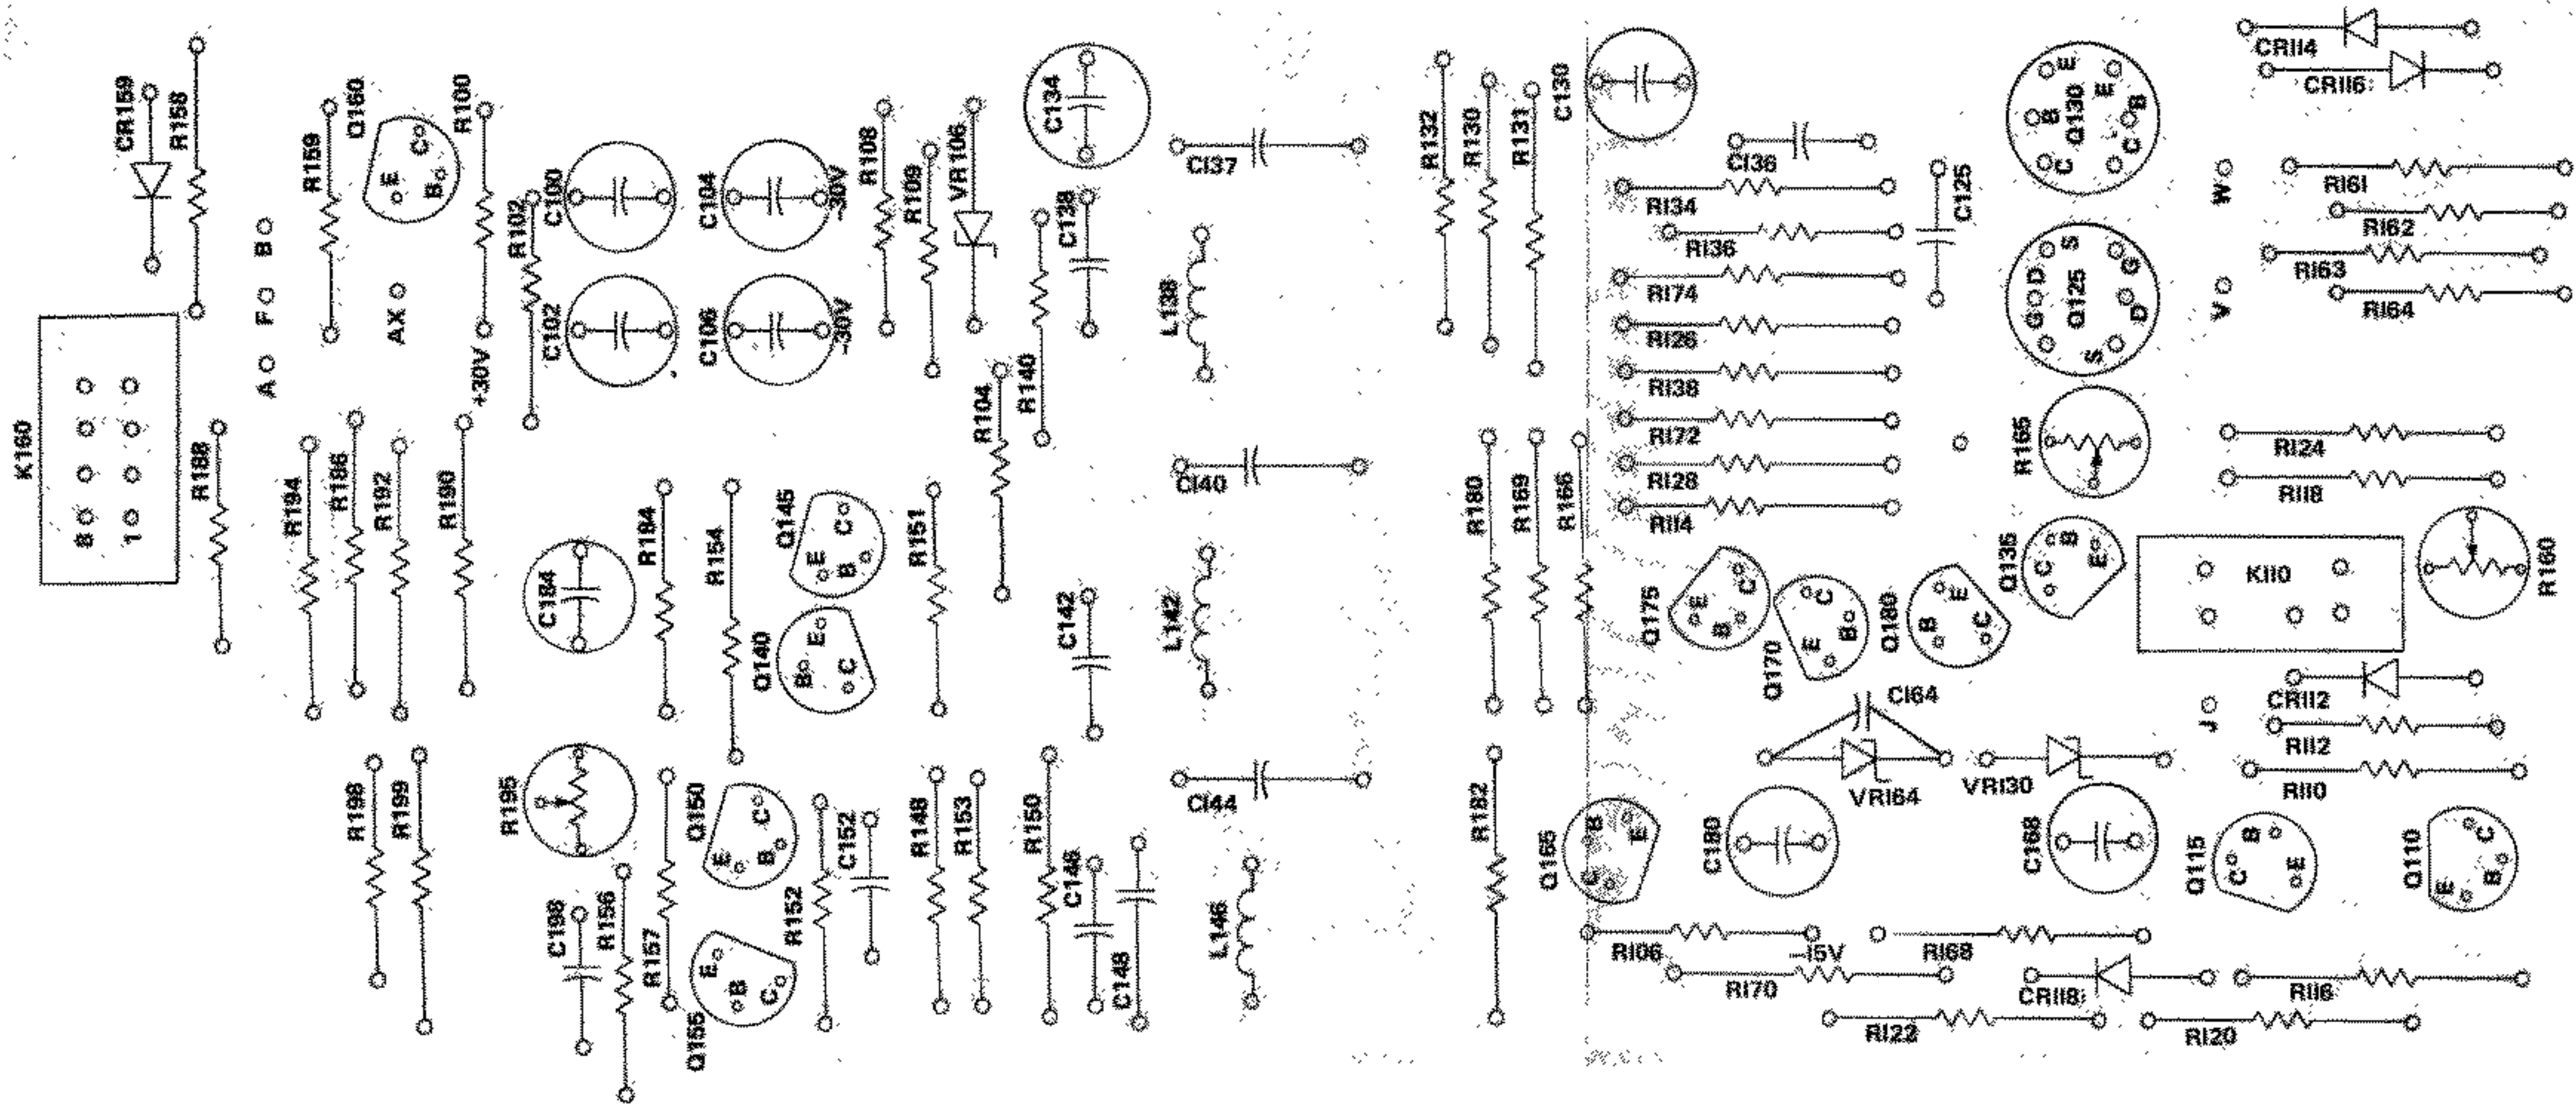 CR159
R158
K160
8
1
A
F
B
R159
Q160
E
C
B
AX
R100
+30V
R102
C100
C102
C104
-30V
C106
-30V
R108
R109
VR106
C134
C138
R140
R104
C137
L138
C140
R188
R194
R186
R192
R190
C184
R184
R154
Q145
E
C
B
Q140
E
B
C
R151
C142
L142
C144
R198
R199
R195
C198
R156
R157
Q150
E
C
B
Q155
E
B
C
R152
C152
R148
R153
R150
C146
C148
L146
R132
R130
R131
C130
C136
R134
R136
R174
R126
R138
R172
R128
R114
C125
Q130
E
B
C
E
B
C
Q125
S
D
G
G
D
S
W
V
CR114
CR116
R161
R162
R163
R164
R165
R124
R118
R180
R169
R166
Q175
E
C
B
Q170
C
E
B
Q180
E
B
C
Q135
C
B
E
K110
R160
C164
VR164
VR130
J
CR112
R112
R110
R182
Q165
B
E
C
C180
C168
Q115
B
C
E
Q110
C
E
B
R106
-15V
R168
R170
CR118
R116
R122
R120